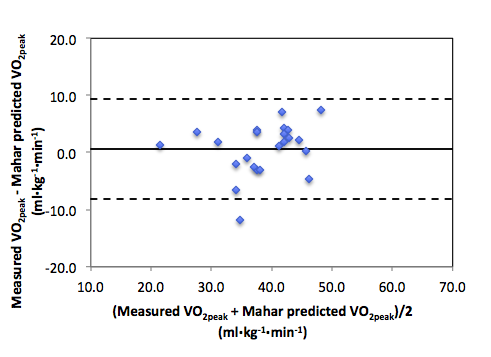 Measured VO2peak - Mahar predicted VO2peak
(ml·kg-1·min-1)
20.0
10.0
0.0
-10.0
-20.0
10.0 20.0 30.0 40.0 50.0 60.0 70.0
(Measured VO2peak + Mahar predicted VO2peak)/2
(ml·kg-1·min-1)